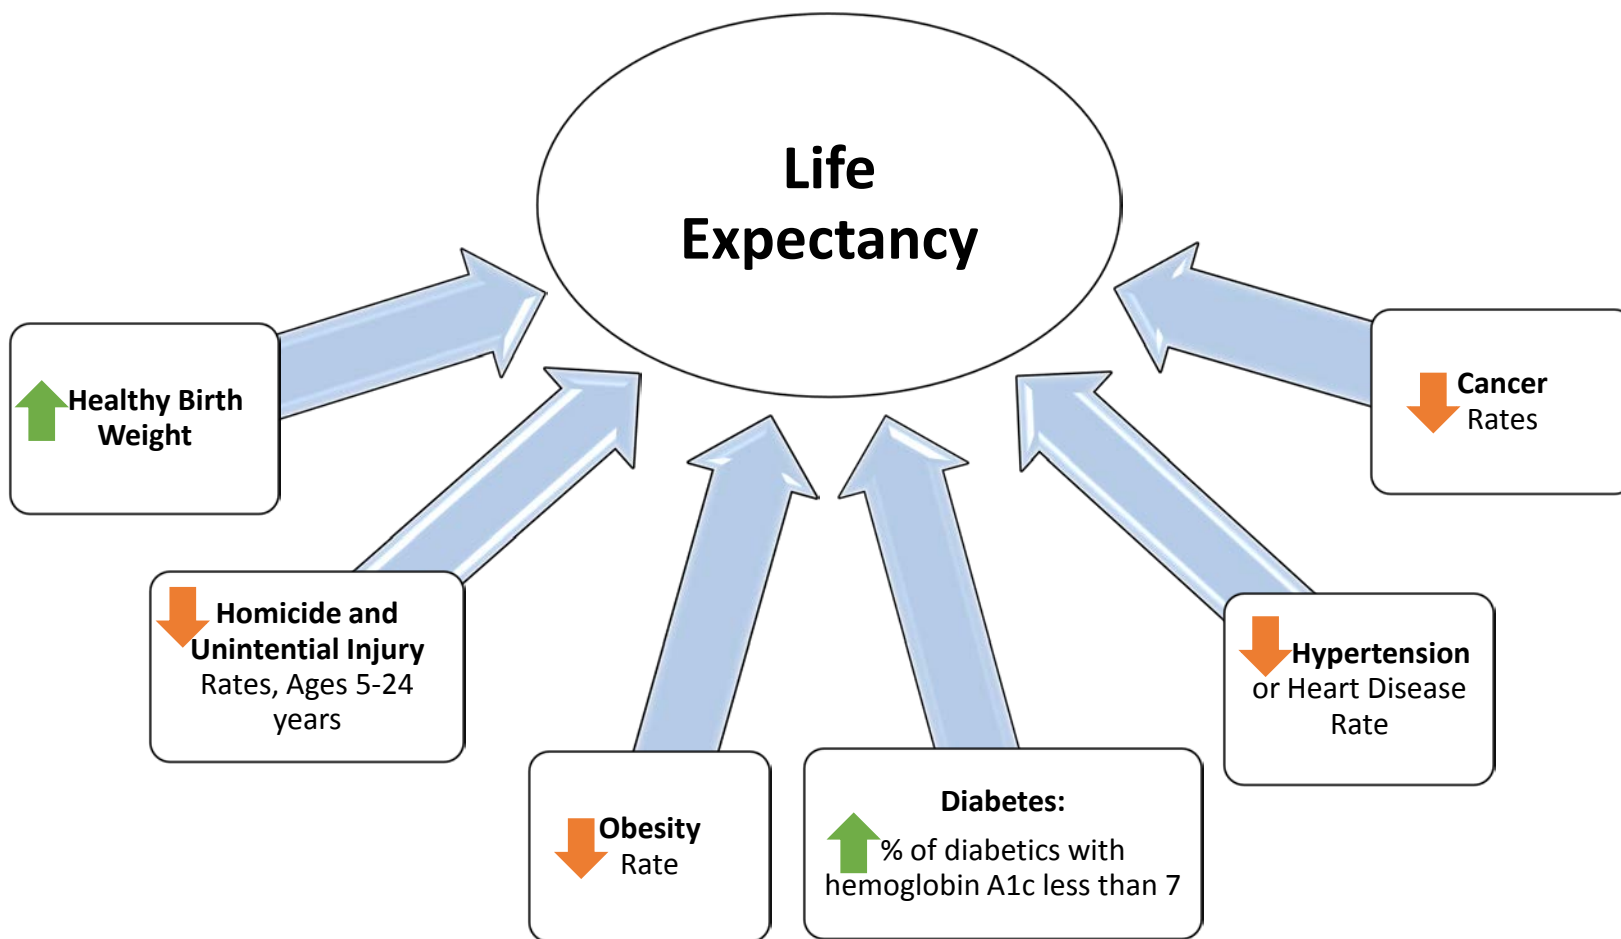 Life
Expectancy
Healthy Birth
Weight
Homicide and
Unintential Injury
Rates, Ages 5-24
years
Obesity
Rate
Diabetes:
% of diabetics with
hemoglobin A1c less than 7
Hypertension
or Heart Disease
Rate
Cancer
Rates